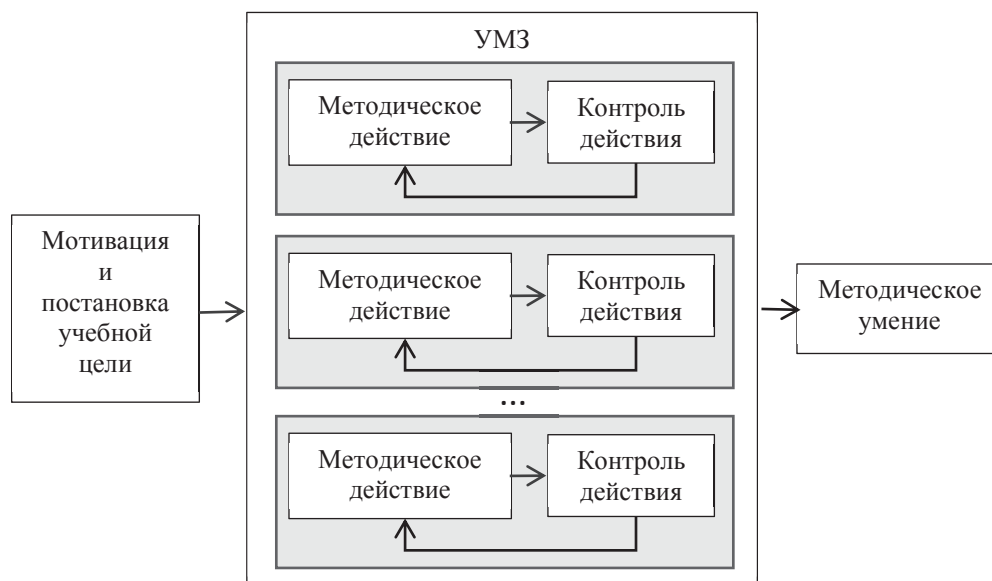 УМЗ
Методическое
действие
Контроль
действия
Мотивация
и
постановка
учебной
цели
Методическое
действие
Контроль
действия
Методическое
умение
...
Методическое
действие
Контроль
действия